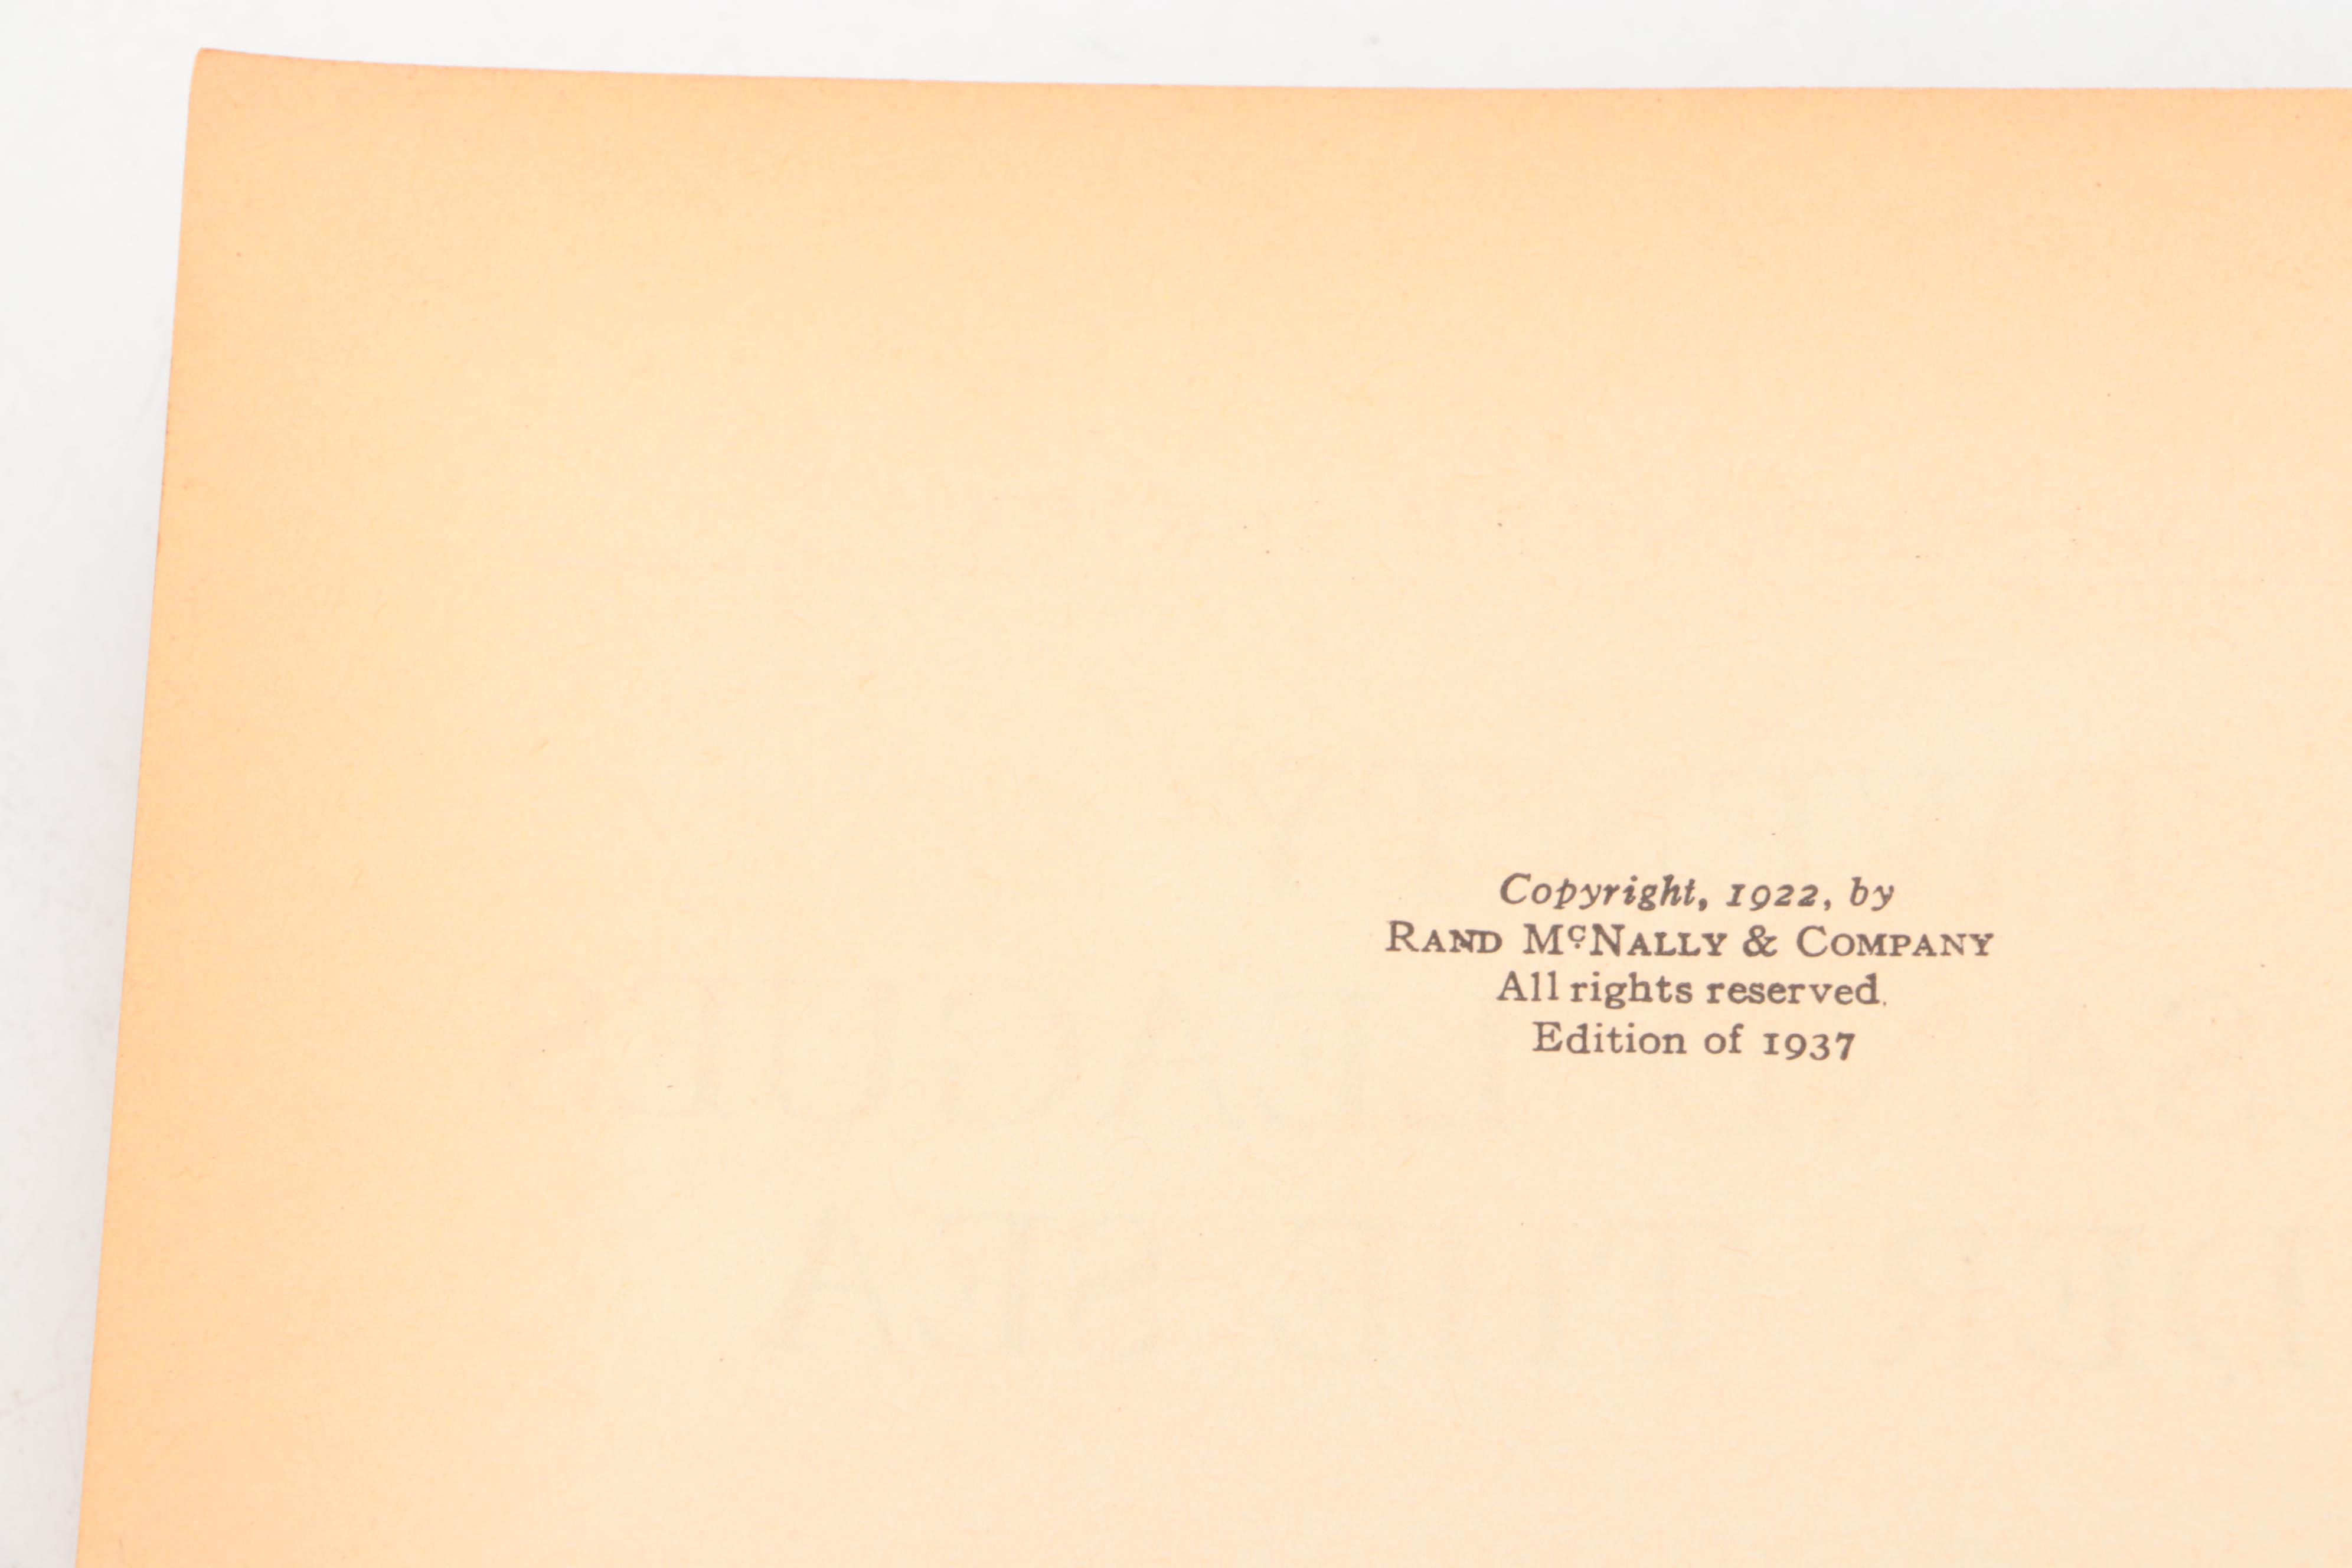 Copyright, 1922, by
RAND McNALLY & COMPANY
All rights reserved.
Edition of 1937